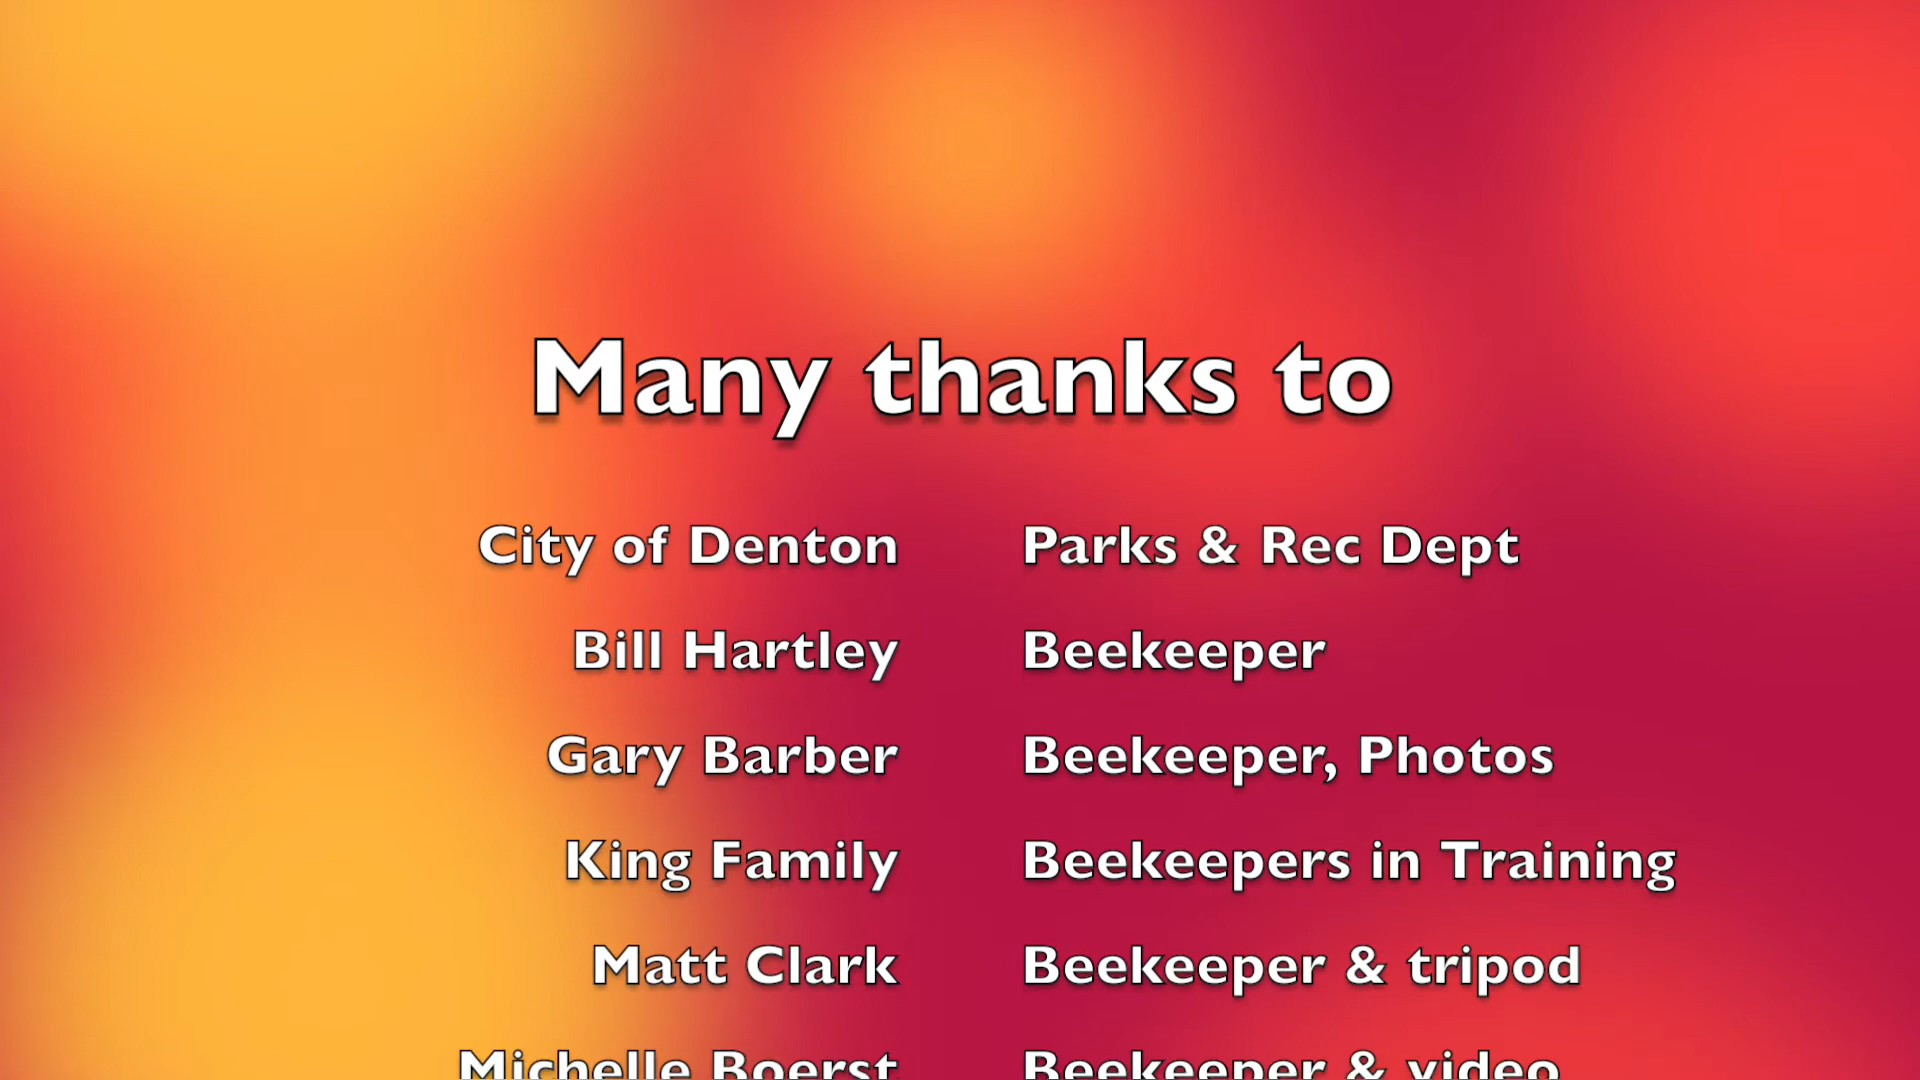 Many thanks to
City of Denton Parks & Rec Dept
Bill Hartley Beekeeper
Gary Barber Beekeeper, Photos
King Family Beekeepers in Training
Matt Clark Beekeeper & tripod
Michelle Boerst Beekeeper & video